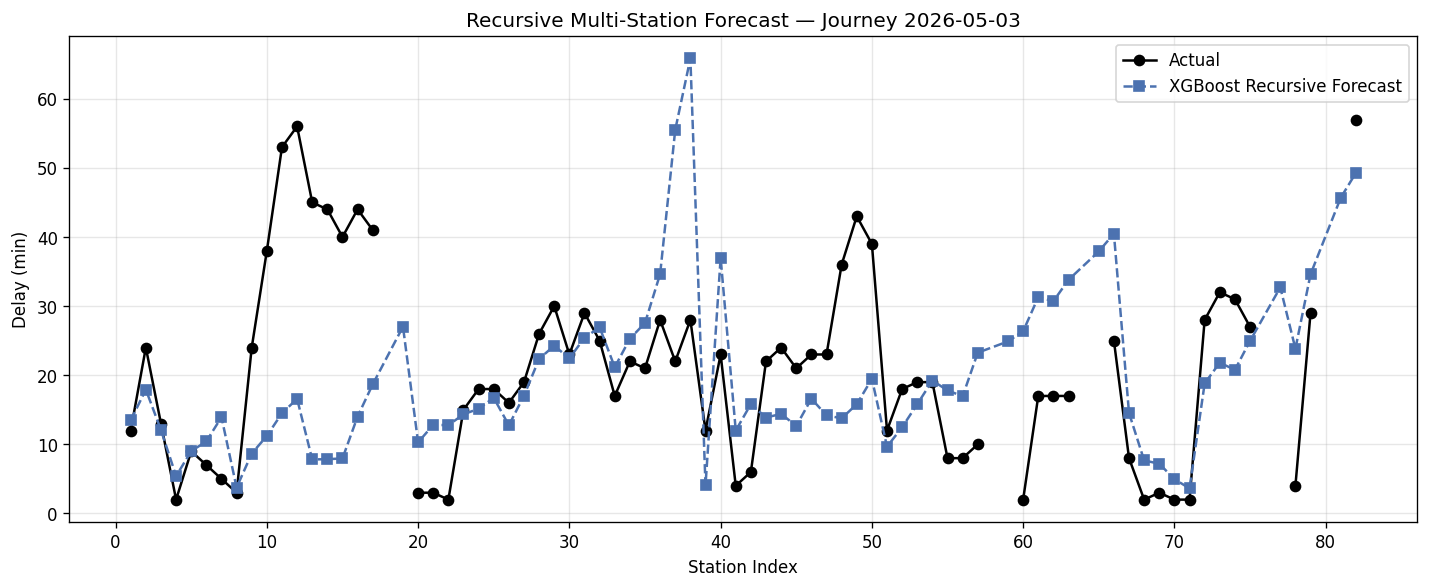 Recursive Multi-Station Forecast — Journey 2026-05-03
Actual
XGBoost Recursive Forecast
Delay (min)
60
50
40
30
20
10
0
0 10 20 30 40 50 60 70 80
Station Index